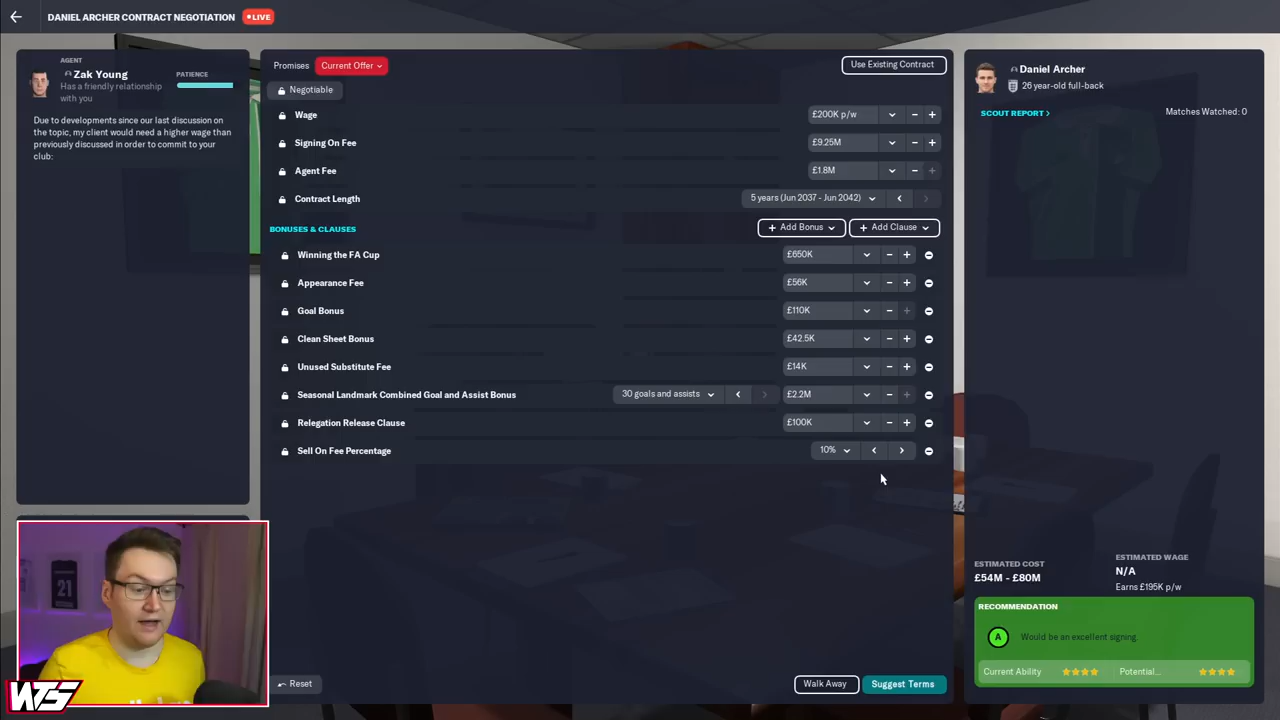 DANIEL ARCHER CONTRACT NEGOTIATION
LIVE
AGENT
Zak Young
Has a friendly relationship
with you
PATIENCE
Due to developments since our last discussion
on the topic, my client would need a higher wage than
previously discussed in order to commit to your
club:
Promises
Current Offer
Use Existing Contract
Negotiable
Wage
£200K p/w
Signing On Fee
£9.25M
Agent Fee
£1.8M
Contract Length
5 years (Jun 2037 - Jun 2042)
BONUSES & CLAUSES
Add Bonus
Add Clause
Winning the FA Cup
£650K
Appearance Fee
£56K
Goal Bonus
£110K
Clean Sheet Bonus
£42.5K
Unused Substitute Fee
£14K
Seasonal Landmark Combined Goal and Assist Bonus
30 goals and assists
£2.2M
Relegation Release Clause
£100K
Sell On Fee Percentage
10%
Reset
Walk Away
Suggest Terms
Daniel Archer
26 year-old full-back
SCOUT REPORT >
Matches Watched: 0
ESTIMATED COST
£54M - £80M
ESTIMATED WAGE
N/A
Earns £195K p/w
RECOMMENDATION
A
Would be an excellent signing.
Current Ability
Potential...
21
WTS